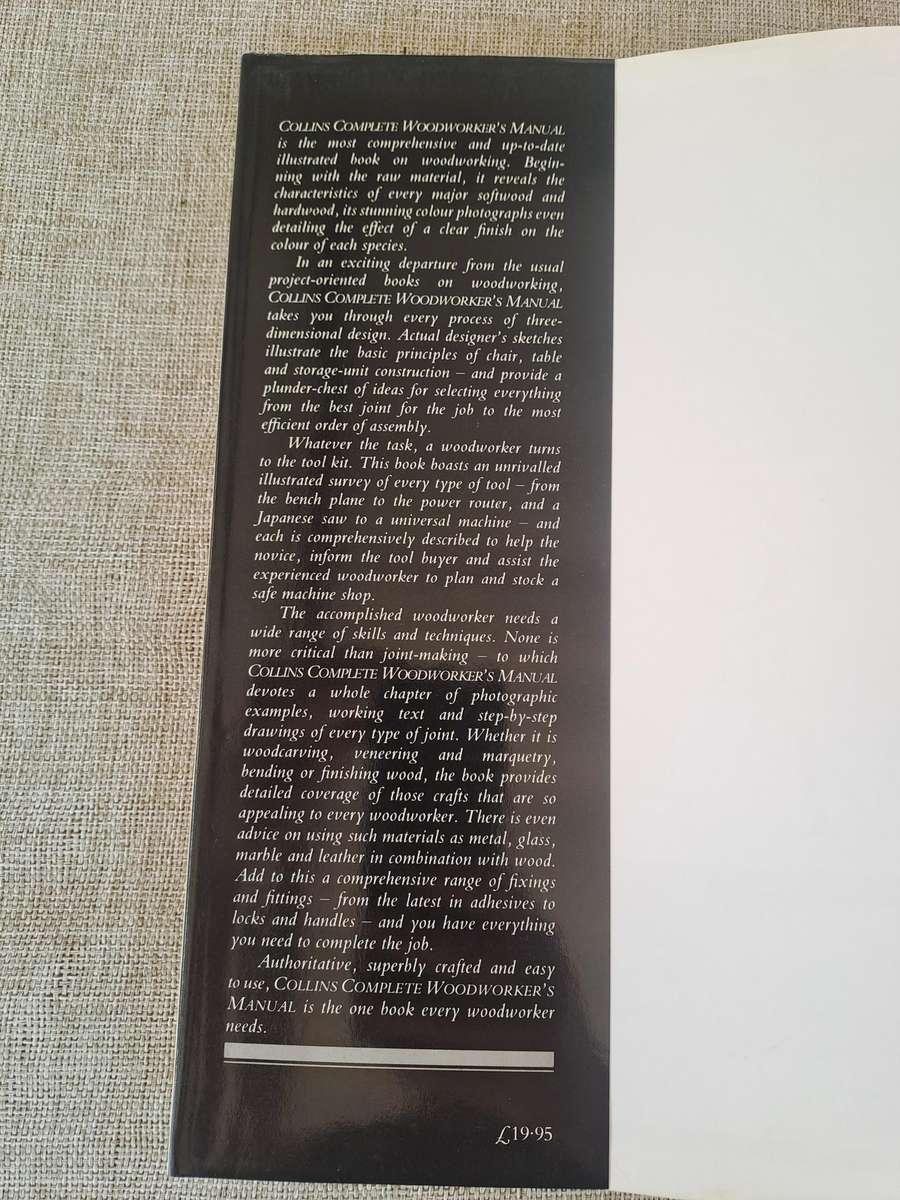 COLLINS COMPLETE WOODWORKER'S MANUAL
is the most comprehensive and up-to-date
illustrated book on woodworking. Begin-
ning with the raw material, it reveals the
characteristics of every major softwood and
hardwood, its stunning colour photographs even
detailing the effect of a clear finish on the
colour of each species.
In an exciting departure from the usual
project-oriented books on woodworking,
COLLINS COMPLETE WOODWORKER'S MANUAL
takes you through every process of three-
dimensional design. Actual designer's sketches
illustrate the basic principles of chair, table
and storage-unit construction – and provide a
plunder-chest of ideas for selecting everything
from the best joint for the job to the most
efficient order of assembly.
Whatever the task, a woodworker turns
to the tool kit. This book boasts an unrivalled
illustrated survey of every type of tool – from
the bench plane to the power router, and a
Japanese saw to a universal machine – and
each is comprehensively described to help the
novice, inform the tool buyer and assist the
experienced woodworker to plan and stock a
safe machine shop.
The accomplished woodworker needs a
wide range of skills and techniques. None is
more critical than joint-making – to which
COLLINS COMPLETE WOODWORKER'S MANUAL
devotes a whole chapter of photographic
examples, working text and step-by-step
drawings of every type of joint. Whether it is
woodcarving, veneering and marquetry,
bending or finishing wood, the book provides
detailed coverage of those crafts that are so
appealing to every woodworker. There is even
advice on using such materials as metal, glass,
marble and leather in combination with wood.
Add to this a comprehensive range of fixings
and fittings – from the latest in adhesives to
locks and handles – and you have everything
you need to complete the job.
Authoritative, superbly crafted and easy
to use, COLLINS COMPLETE WOODWORKER'S
MANUAL is the one book every woodworker
needs.
£19·95